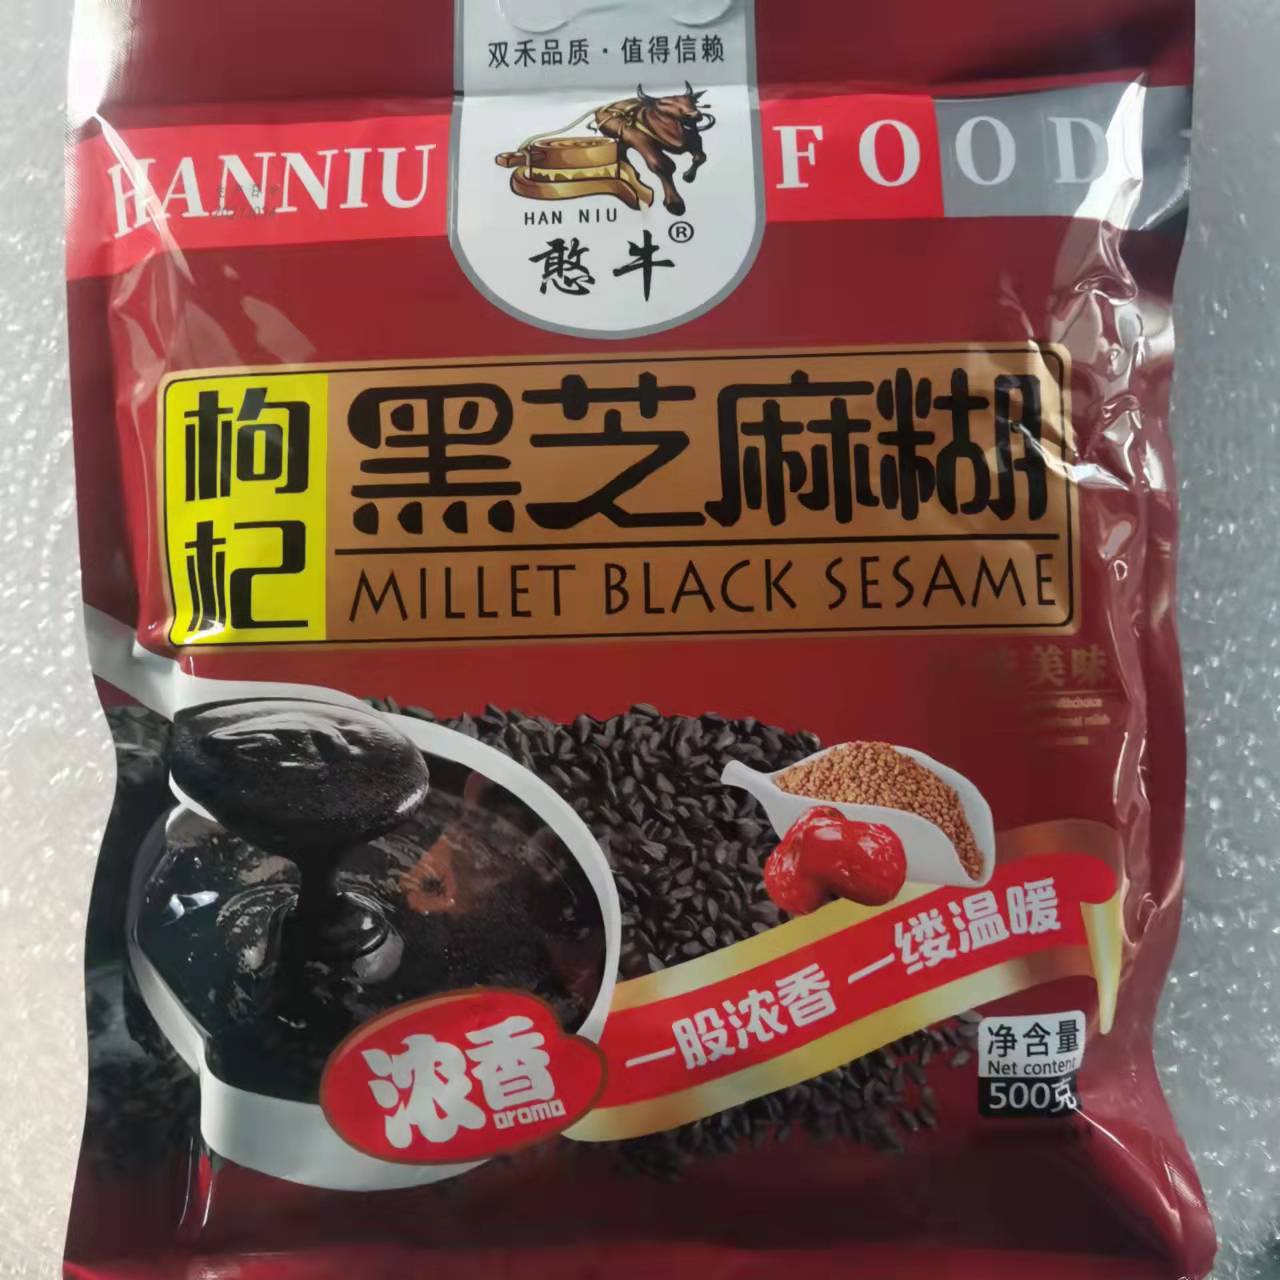 双禾品质·值得信赖
HANNIU
FOOD
HAN NIU
憨牛®
枸杞
黑芝麻糊
MILLET BLACK SESAME
美味
一股浓香 一缕温暖
浓香
aroma
净含量
Net content
500克